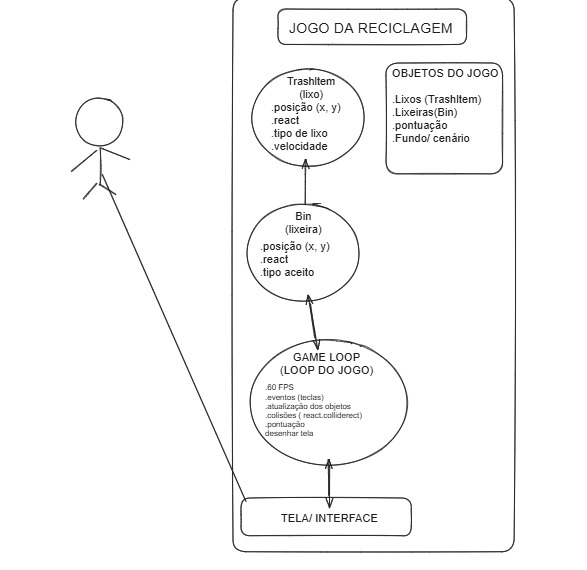 JOGO DA RECICLAGEM
TrashItem
(lixo)
.posição (x, y)
.react
.tipo de lixo
.velocidade
OBJETOS DO JOGO
.Lixos (TrashItem)
.Lixeiras(Bin)
.pontuação
.Fundo/ cenário
Bin
(lixeira)
.posição (x, y)
.react
.tipo aceito
GAME LOOP
(LOOP DO JOGO)
.60 FPS
.eventos (teclas)
.atualização dos objetos
.colisões ( react.colliderect)
.pontuação
desenhar tela
TELA/ INTERFACE